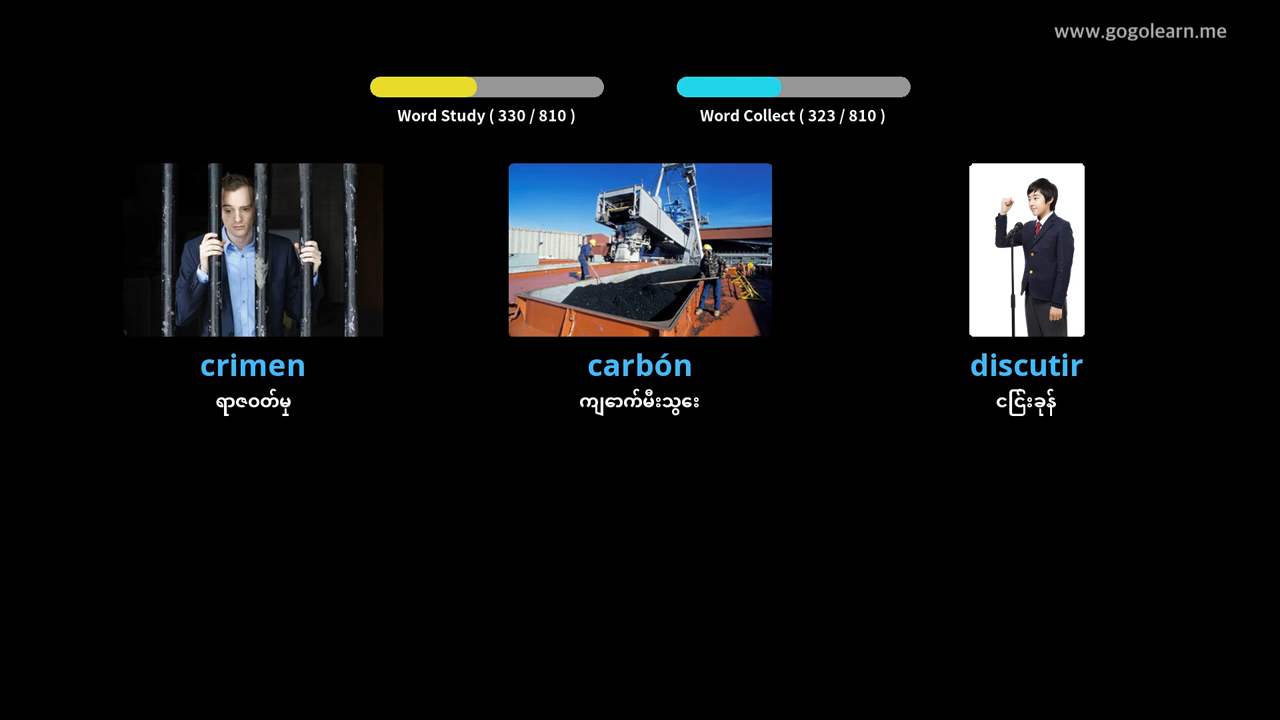 www.gogolearn.me
Word Study ( 330 / 810 )
Word Collect ( 323 / 810 )
crimen
carbón
discutir
ရာဇဝတ်မှု
ကျောက်မီးသွေး
ငြင်းခုန်